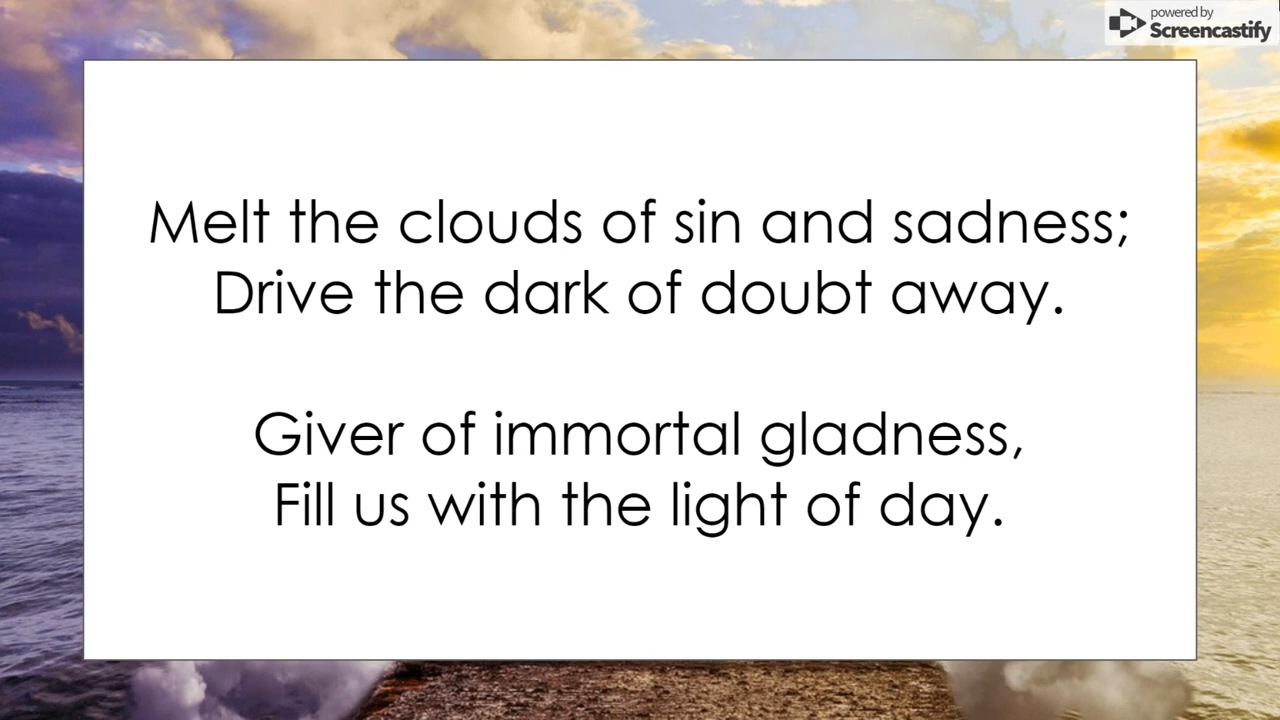 powered by
Screencastify
Melt the clouds of sin and sadness;
Drive the dark of doubt away.
Giver of immortal gladness,
Fill us with the light of day.